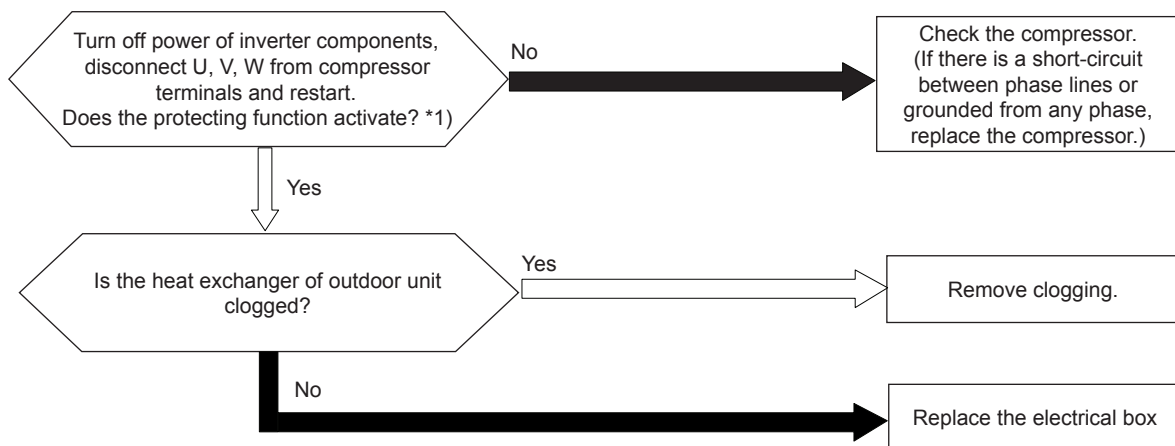 Turn off power of inverter components,
disconnect U, V, W from compressor
terminals and restart.
Does the protecting function activate? *1)
No
Check the compressor.
(If there is a short-circuit
between phase lines or
grounded from any phase,
replace the compressor.)
Yes
Is the heat exchanger of outdoor unit
clogged?
Yes
Remove clogging.
No
Replace the electrical box